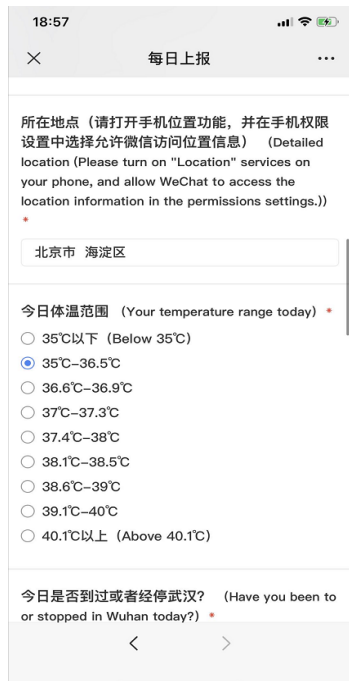 18:57
每日上报
所在地点（请打开手机位置功能，并在手机权限
设置中选择允许微信访问位置信息） （Detailed
location (Please turn on "Location" services on
your phone, and allow WeChat to access the
location information in the permissions settings.))
*
北京市 海淀区
今日体温范围 （Your temperature range today）*
35℃以下（Below 35℃）
35℃-36.5℃
36.6℃-36.9℃
37℃-37.3℃
37.4℃-38℃
38.1℃-38.5℃
38.6℃-39℃
39.1℃-40℃
40.1℃以上（Above 40.1℃）
今日是否到过或者经停武汉？ （Have you been to
or stopped in Wuhan today?）*